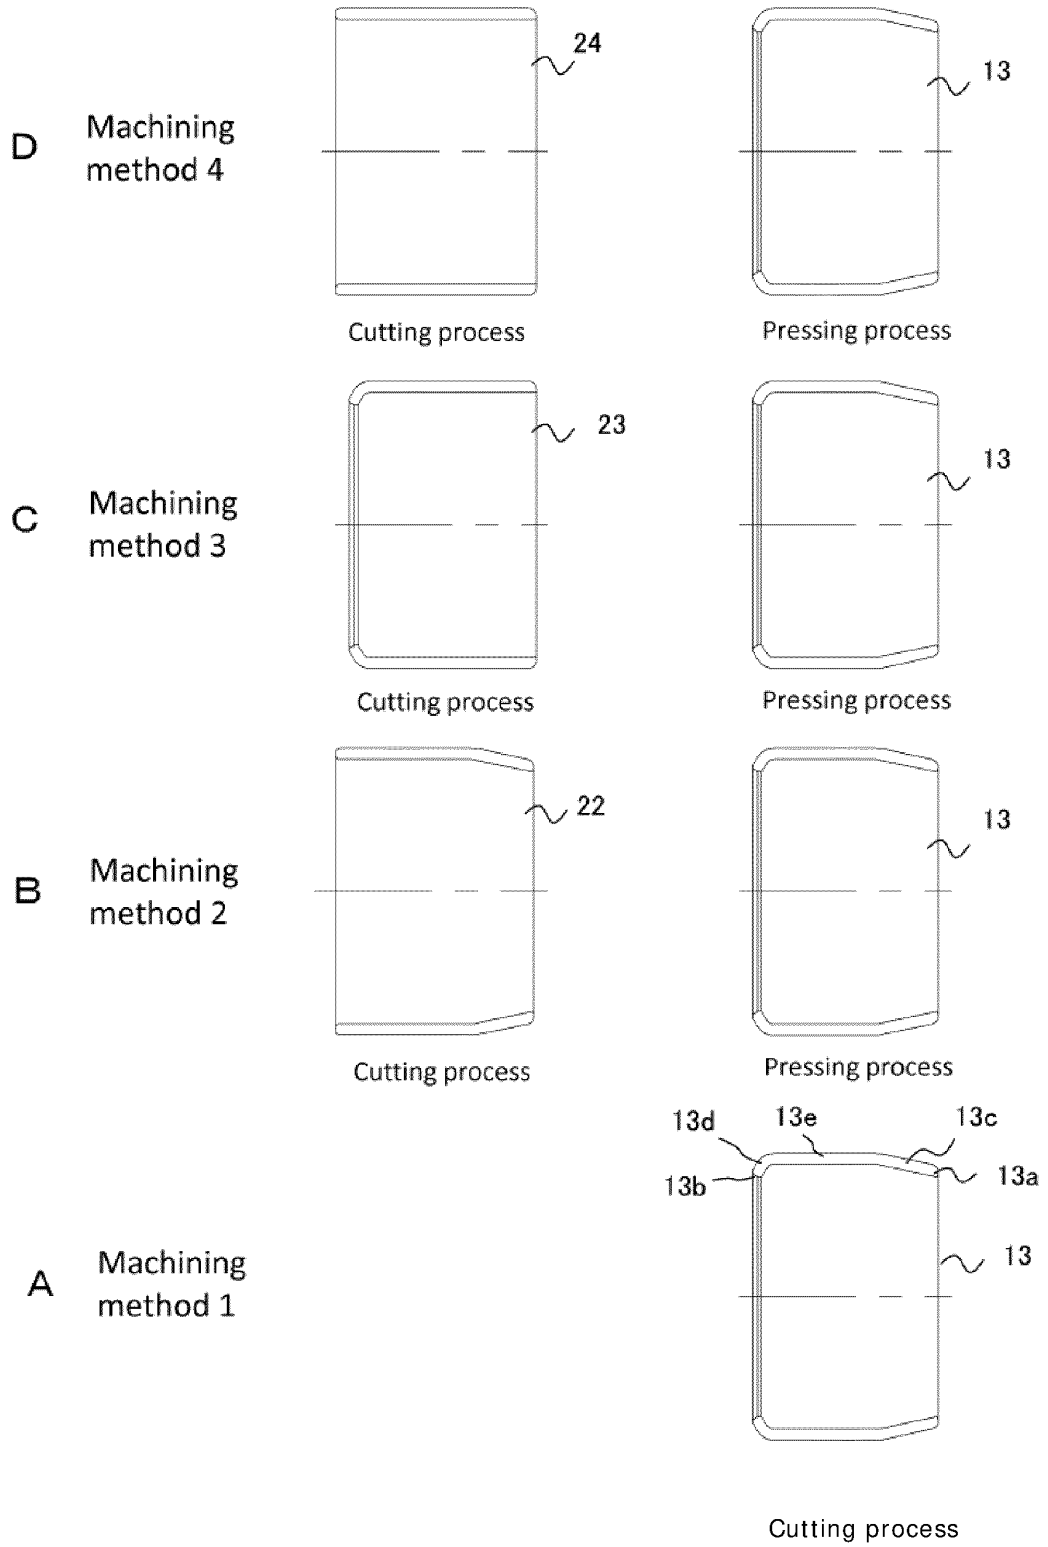 D
Machining
method 4
24
13
Cutting process
Pressing process
C
Machining
method 3
23
13
Cutting process
Pressing process
B
Machining
method 2
22
13
Cutting process
Pressing process
A
Machining
method 1
13d
13e
13c
13b
13a
13
Cutting process